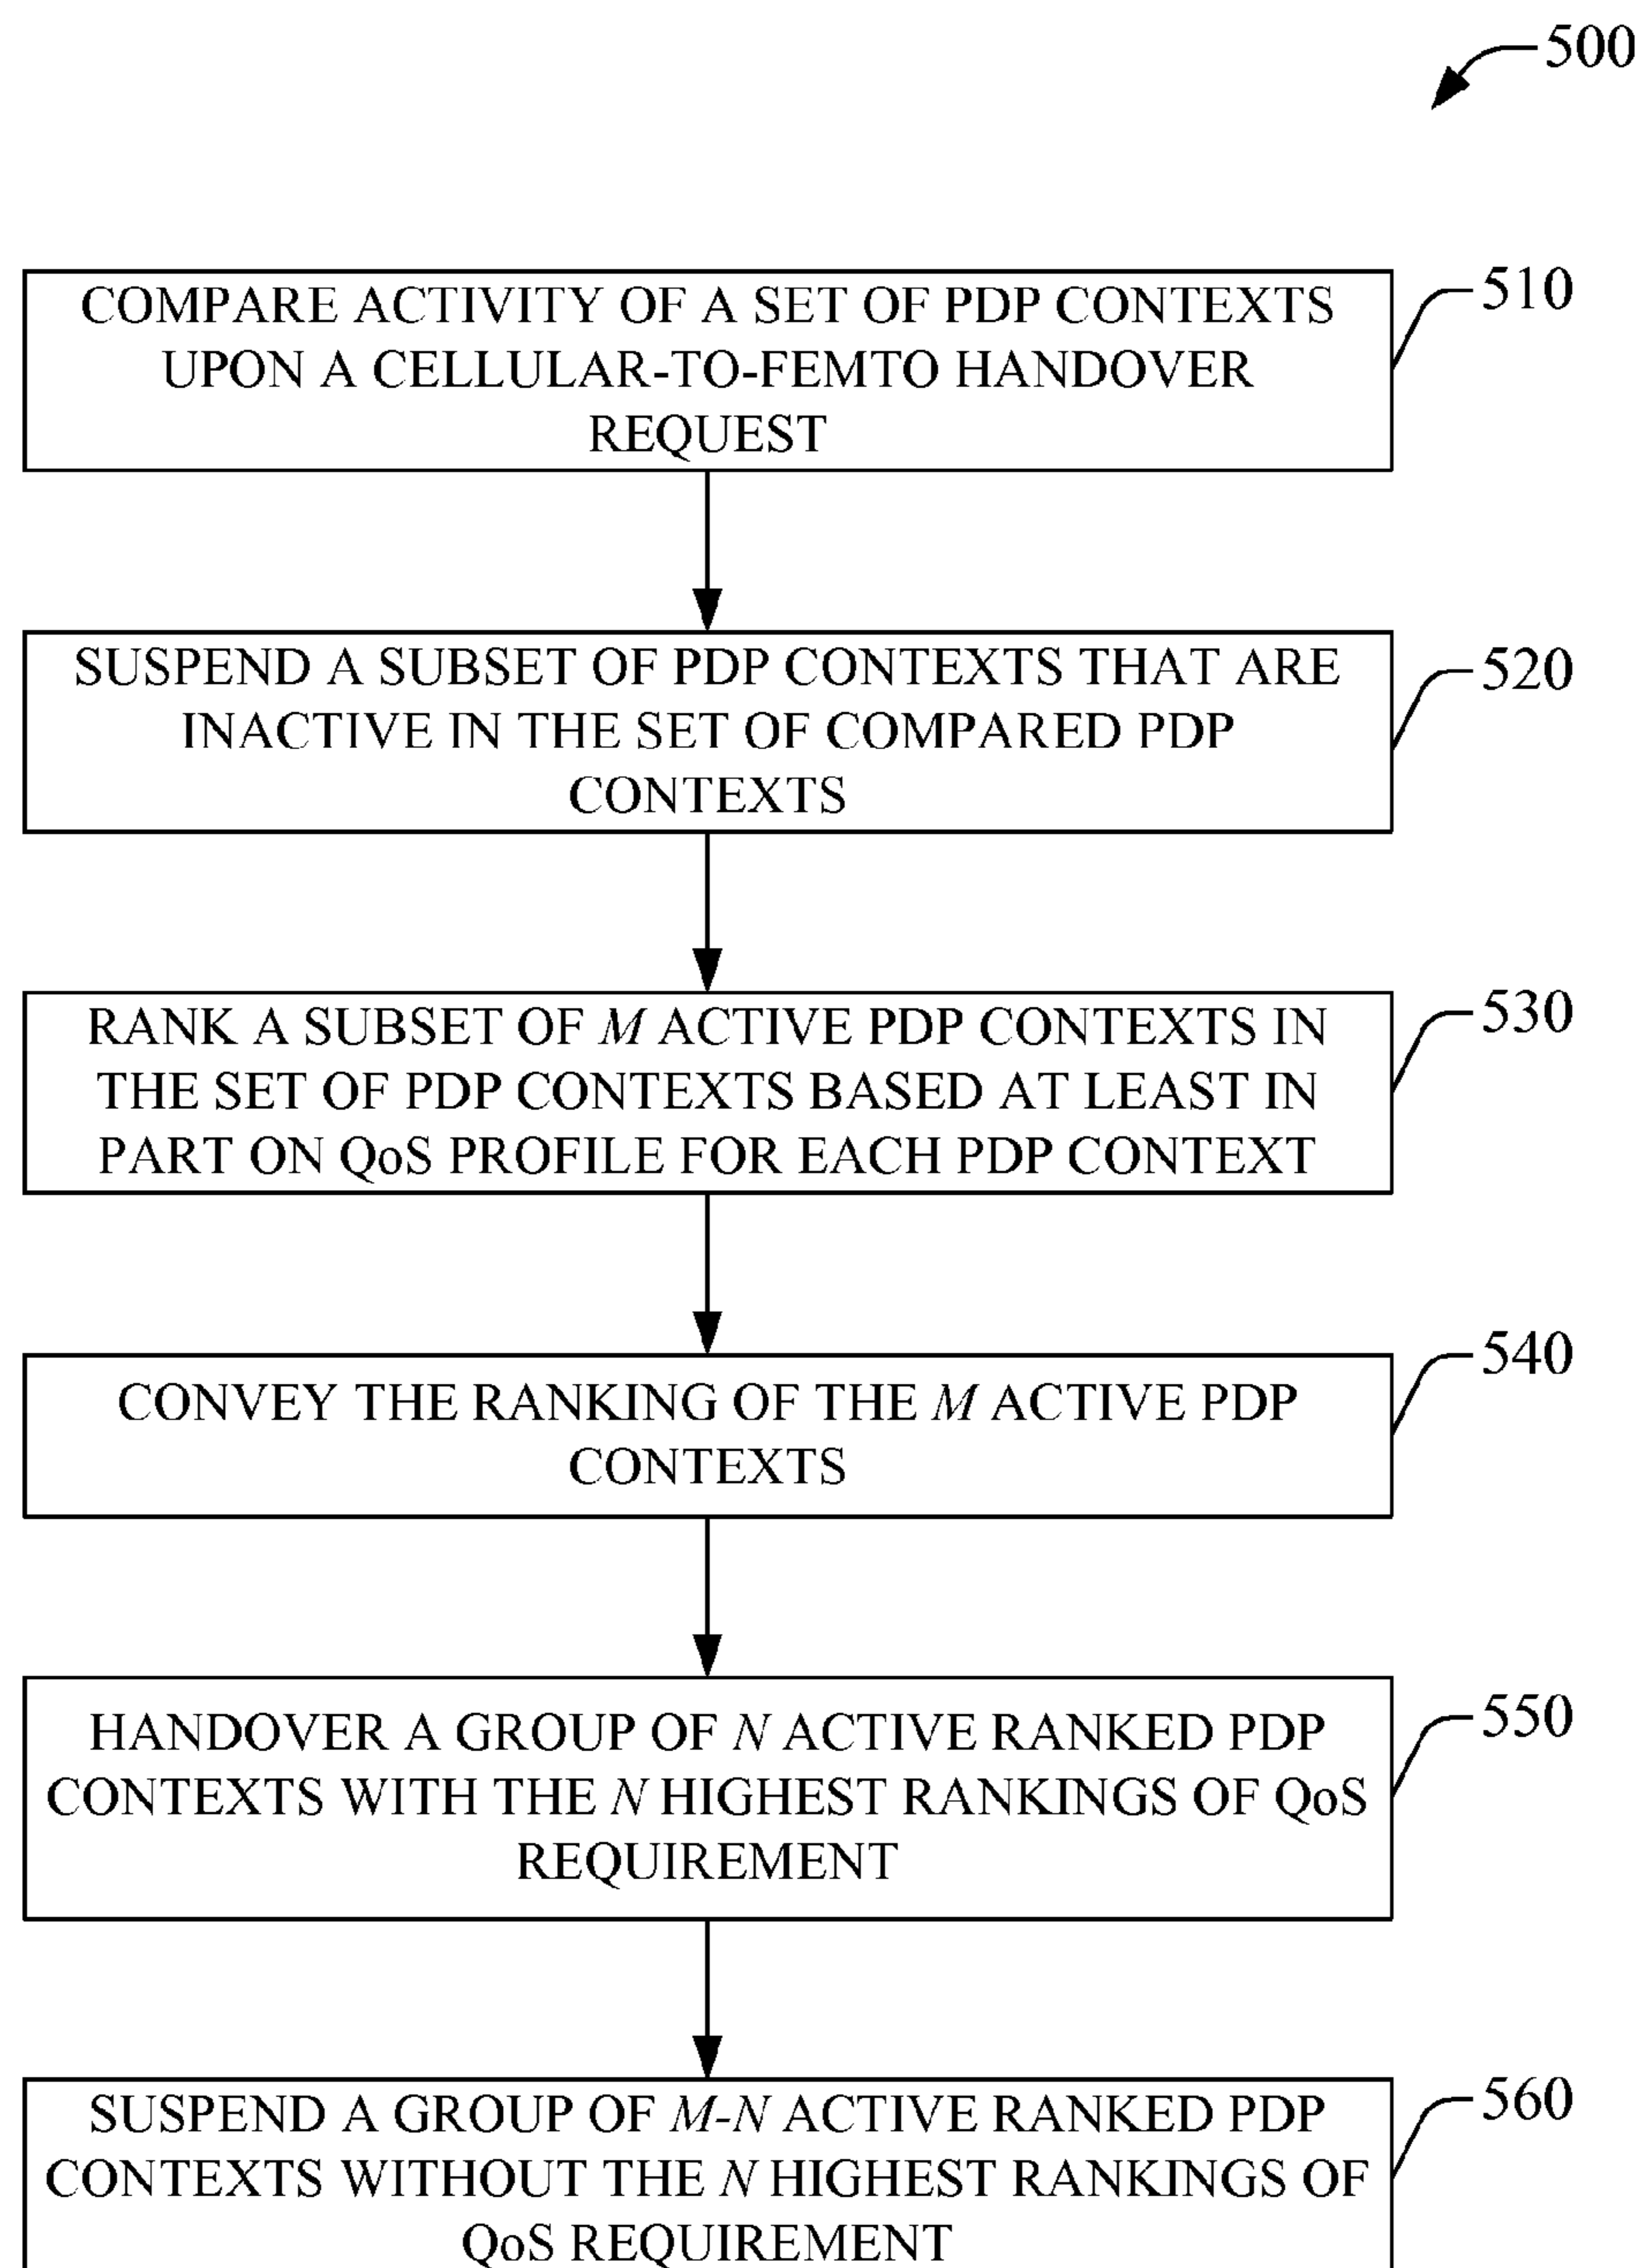 500
COMPARE ACTIVITY OF A SET OF PDP CONTEXTS
UPON A CELLULAR-TO-FEMTO HANDOVER
REQUEST
510
SUSPEND A SUBSET OF PDP CONTEXTS THAT ARE
INACTIVE IN THE SET OF COMPARED PDP
CONTEXTS
520
RANK A SUBSET OF M ACTIVE PDP CONTEXTS IN
THE SET OF PDP CONTEXTS BASED AT LEAST IN
PART ON QoS PROFILE FOR EACH PDP CONTEXT
530
CONVEY THE RANKING OF THE M ACTIVE PDP
CONTEXTS
540
HANDOVER A GROUP OF N ACTIVE RANKED PDP
CONTEXTS WITH THE N HIGHEST RANKINGS OF QoS
REQUIREMENT
550
SUSPEND A GROUP OF M-N ACTIVE RANKED PDP
CONTEXTS WITHOUT THE N HIGHEST RANKINGS OF
QoS REQUIREMENT
560